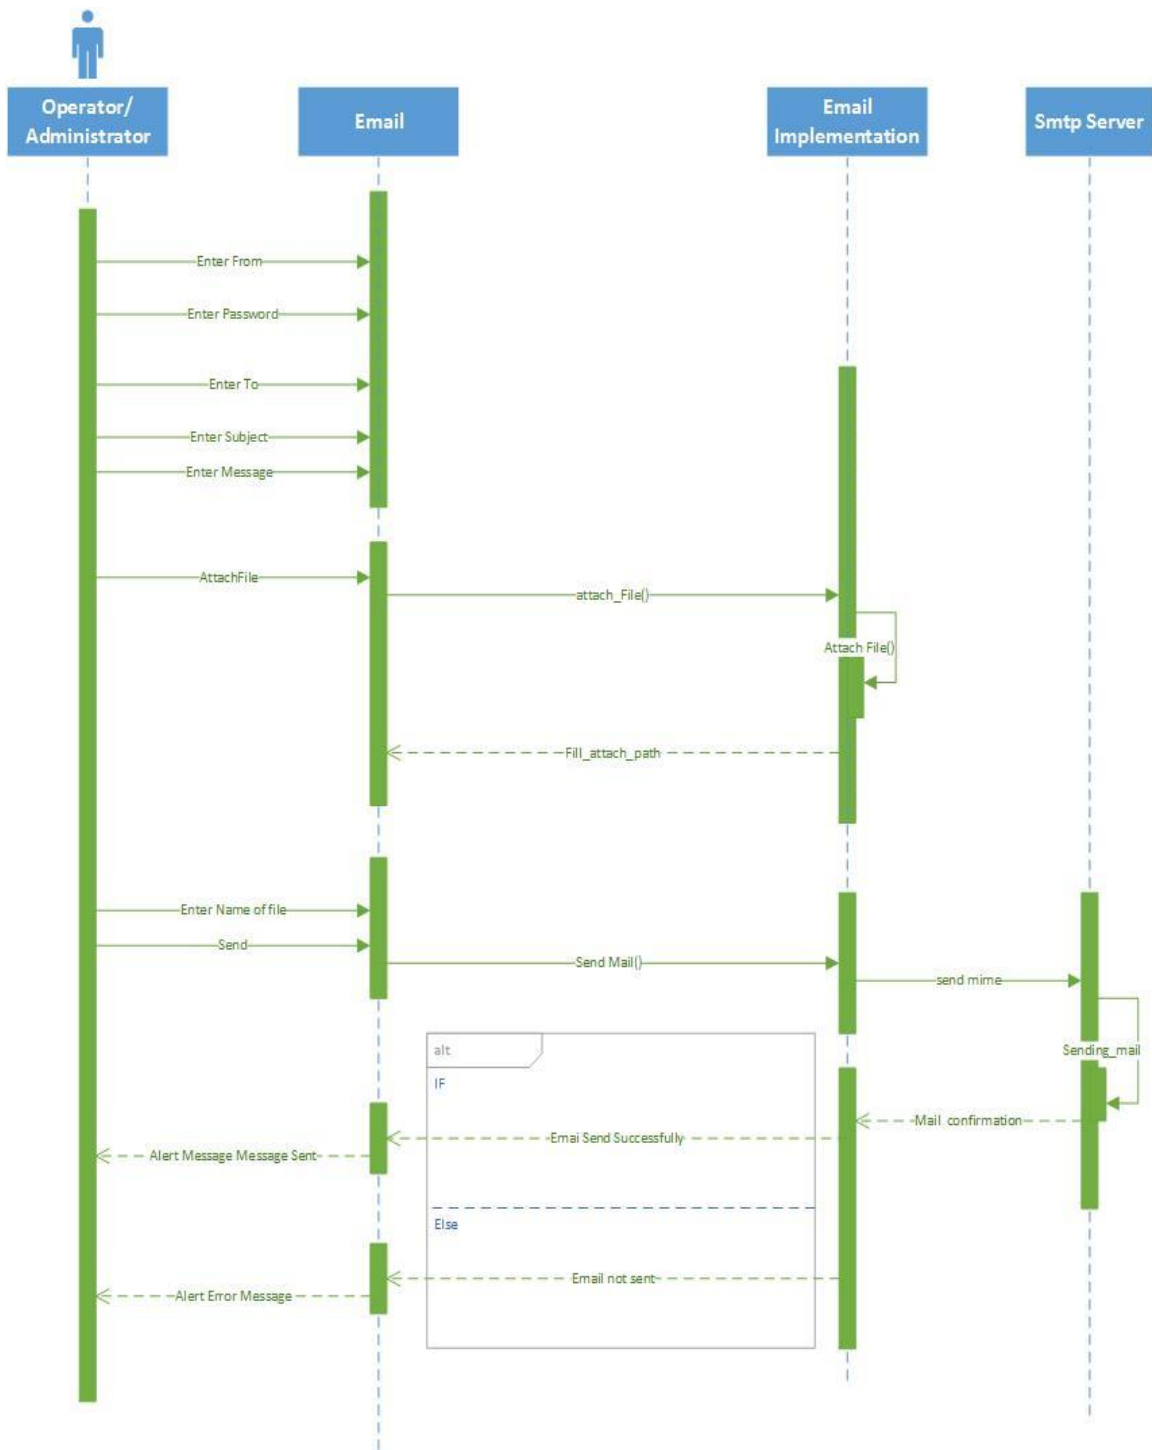 Operator/
Administrator
Email
Email
Implementation
Smtp Server
Enter From
Enter Password
Enter To
Enter Subject
Enter Message
AttachFile
attach_File()
Attach File()
Fill_attach_path
Enter Name of file
Send
Send Mail()
send mime
Sending_mail
alt
IF
Mail confirmation
Emai Send Successfully
Alert Message Message Sent
Else
Email not sent
Alert Error Message